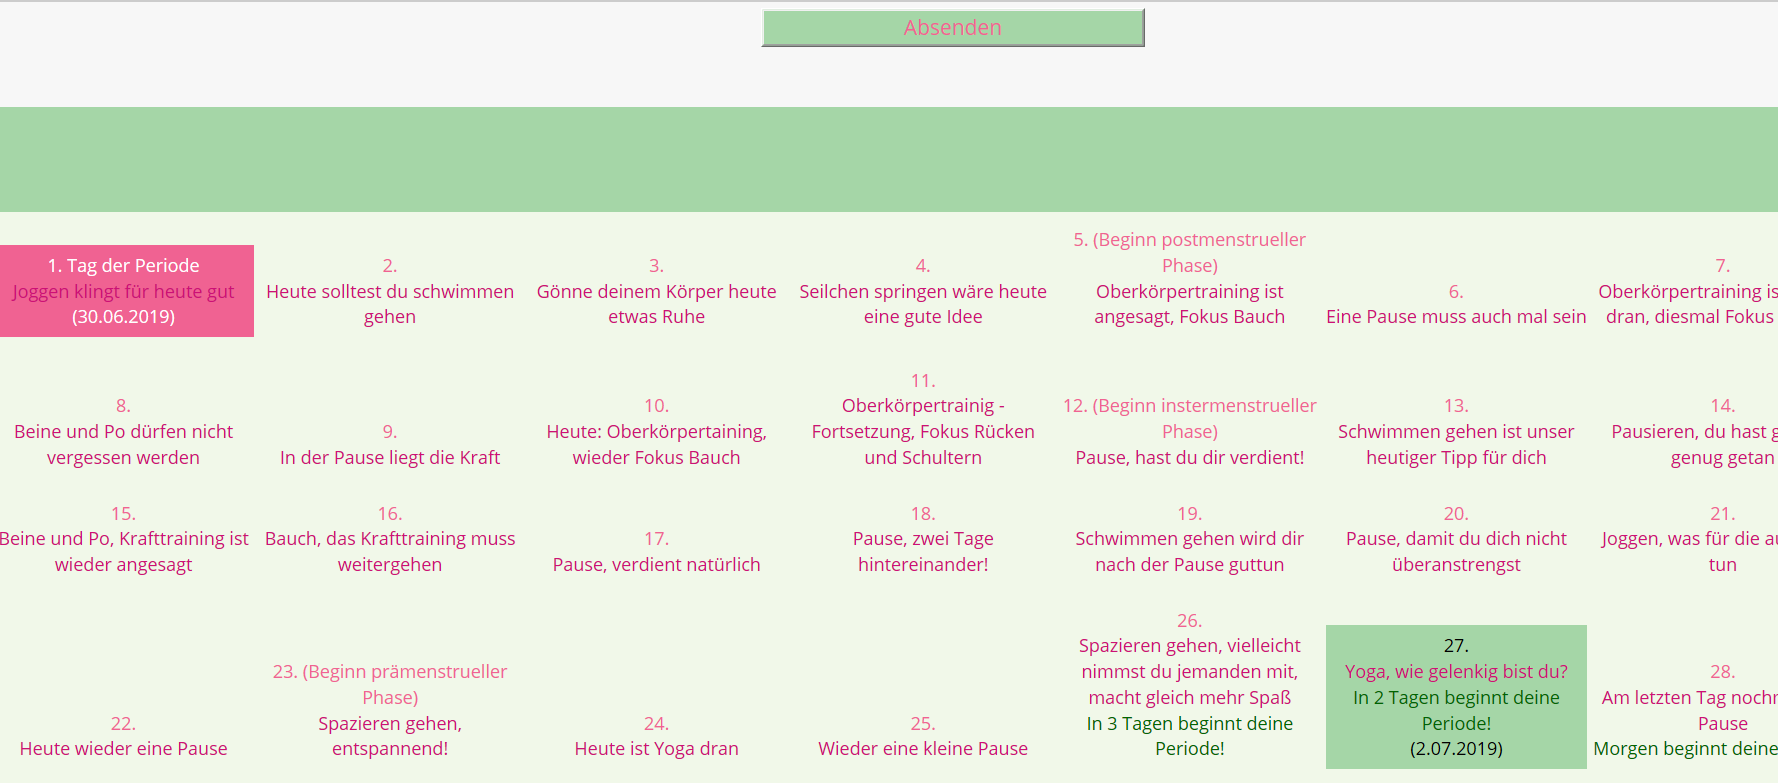 Absenden
1. Tag der Periode
Joggen klingt für heute gut
(30.06.2019)
2.
Heute solltest du schwimmen
gehen
3.
Gönne deinem Körper heute
etwas Ruhe
4.
Seilchen springen wäre heute
eine gute Idee
5. (Beginn postmenstrueller
Phase)
Oberkörpertraining ist
angesagt, Fokus Bauch
6.
Eine Pause muss auch mal sein
7.
Oberkörpertraining is
dran, diesmal Fokus
8.
Beine und Po dürfen nicht
vergessen werden
9.
In der Pause liegt die Kraft
10.
Heute: Oberkörpertaining,
wieder Fokus Bauch
11.
Oberkörpertrainig -
Fortsetzung, Fokus Rücken
und Schultern
12. (Beginn instermenstrueller
Phase)
Pause, hast du dir verdient!
13.
Schwimmen gehen ist unser
heutiger Tipp für dich
14.
Pausieren, du hast
genug getan
15.
Beine und Po, Krafttraining ist
wieder angesagt
16.
Bauch, das Krafttraining muss
weitergehen
17.
Pause, verdient natürlich
18.
Pause, zwei Tage
hintereinander!
19.
Schwimmen gehen wird dir
nach der Pause guttun
20.
Pause, damit du dich nicht
überanstrengst
21.
Joggen, was für die
tun
22.
Heute wieder eine Pause
23. (Beginn prämenstrueller
Phase)
Spazieren gehen,
entspannend!
24.
Heute ist Yoga dran
25.
Wieder eine kleine Pause
26.
Spazieren gehen, vielleicht
nimmst du jemanden mit,
macht gleich mehr Spaß
In 3 Tagen beginnt deine
Periode!
27.
Yoga, wie gelenkig bist du?
In 2 Tagen beginnt deine
Periode!
(2.07.2019)
28.
Am letzten Tag
Pause
Morgen beginnt deine